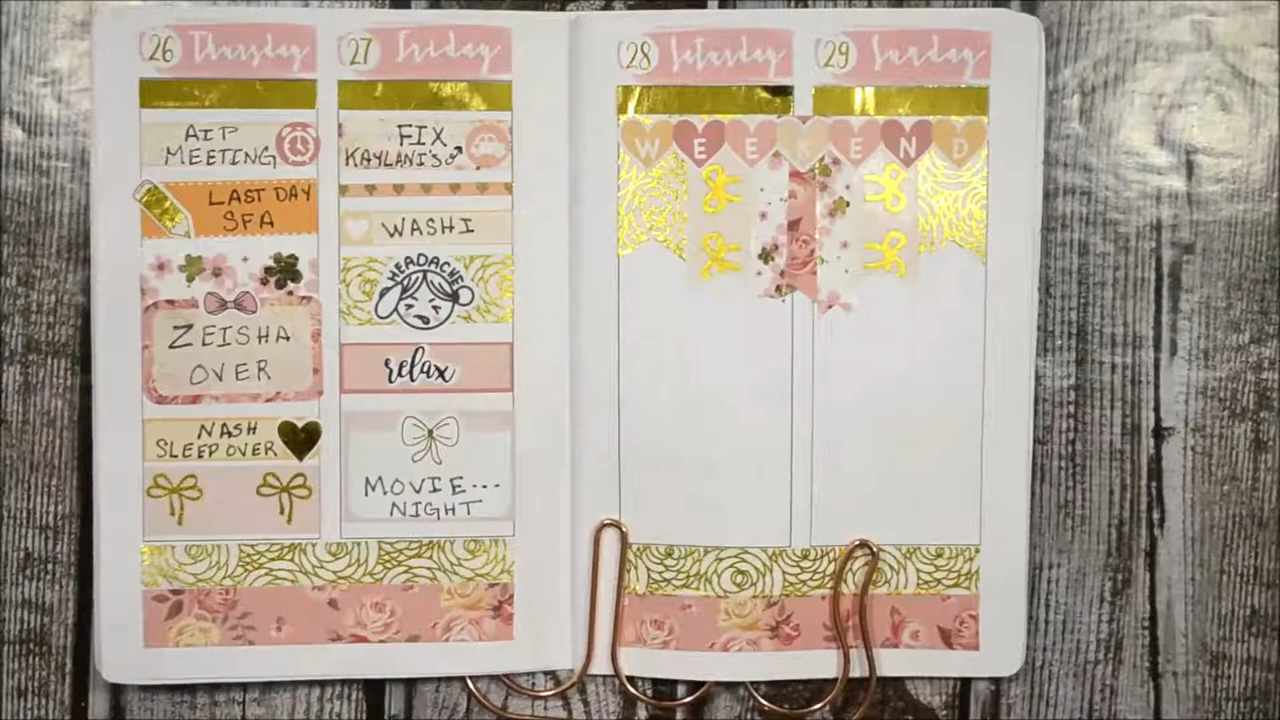 26 Thursday
AIP
MEETING
LAST DAY
SFA
ZEISHA
OVER
NASH
SLEEP OVER
27 Friday
FIX
KAYLANI'S
WASHI
HEADACHE
relax
MOVIE...
NIGHT
28 Saturday
29 Sunday
WEEKEND